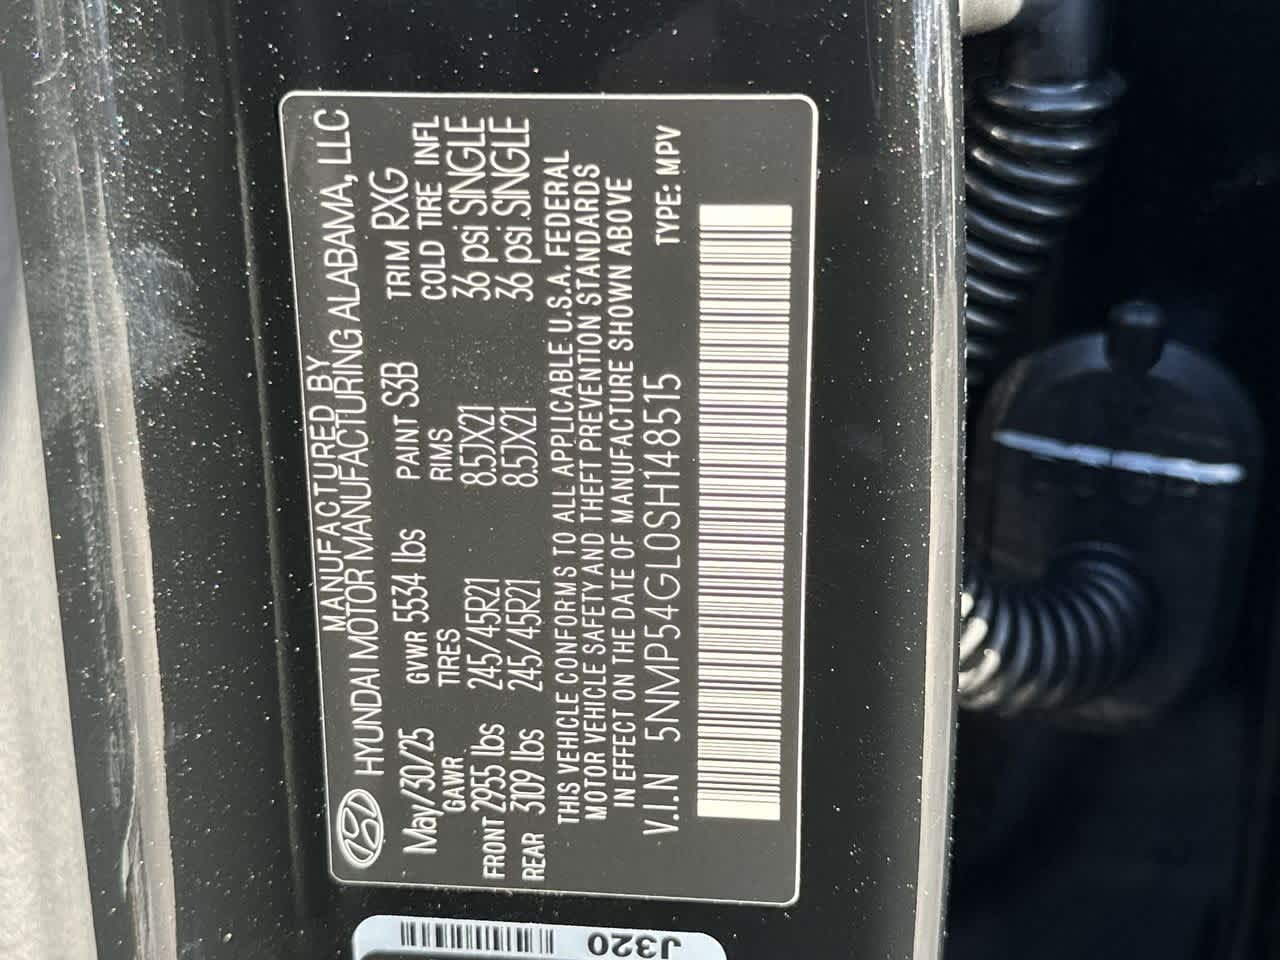 MANUFACTURED BY
HYUNDAI MOTOR MANUFACTURING ALABAMA, LLC
May/30/25 GVWR 5534 lbs PAINT S3B TRIM RXG
GAWR TIRES RIMS COLD TIRE INFL
FRONT 2955 lbs 245/45R21 8.5JX21 36 psi SINGLE
REAR 3109 lbs 245/45R21 8.5JX21 36 psi SINGLE
THIS VEHICLE CONFORMS TO ALL APPLICABLE U.S.A. FEDERAL
MOTOR VEHICLE SAFETY AND THEFT PREVENTION STANDARDS
IN EFFECT ON THE DATE OF MANUFACTURE SHOWN ABOVE
V.I.N 5NMP54GL0SH148515 TYPE: MPV
J320